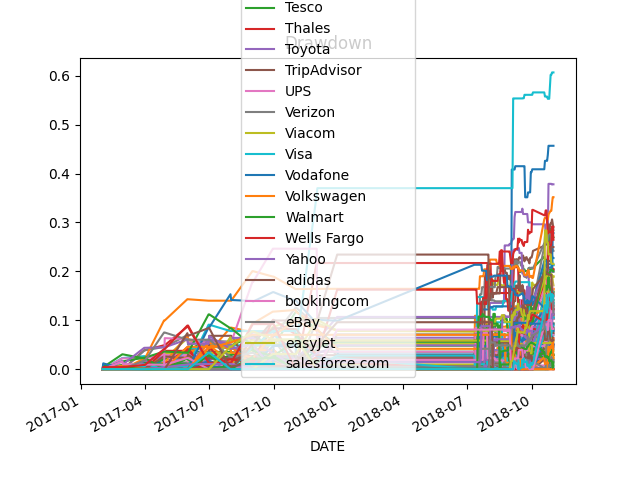 Drawdown
Tesco
Thales
Toyota
TripAdvisor
UPS
Verizon
Viacom
Visa
Vodafone
Volkswagen
Walmart
Wells Fargo
Yahoo
adidas
bookingcom
eBay
easyJet
salesforce.com
0.6
0.5
0.4
0.3
0.2
0.1
0.0
2017-01
2017-04
2017-07
2017-10
2018-01
2018-04
2018-07
2018-10
DATE